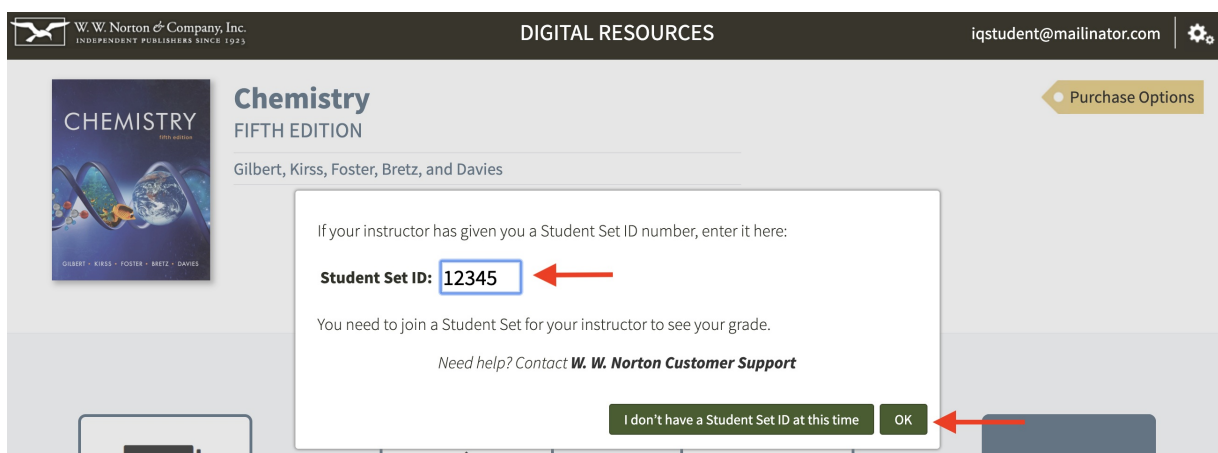 W. W. Norton & Company, Inc.
INDEPENDENT PUBLISHERS SINCE 1923
DIGITAL RESOURCES
iqstudent@mailinator.com
Chemistry
FIFTH EDITION
Gilbert, Kirss, Foster, Bretz, and Davies
Purchase Options
CHEMISTRY
fifth edition
GILBERT • KIRSS • FOSTER • BRETZ • DAVIES
If your instructor has given you a Student Set ID number, enter it here:
Student Set ID: 12345
You need to join a Student Set for your instructor to see your grade.
Need help? Contact W. W. Norton Customer Support
I don't have a Student Set ID at this time
OK